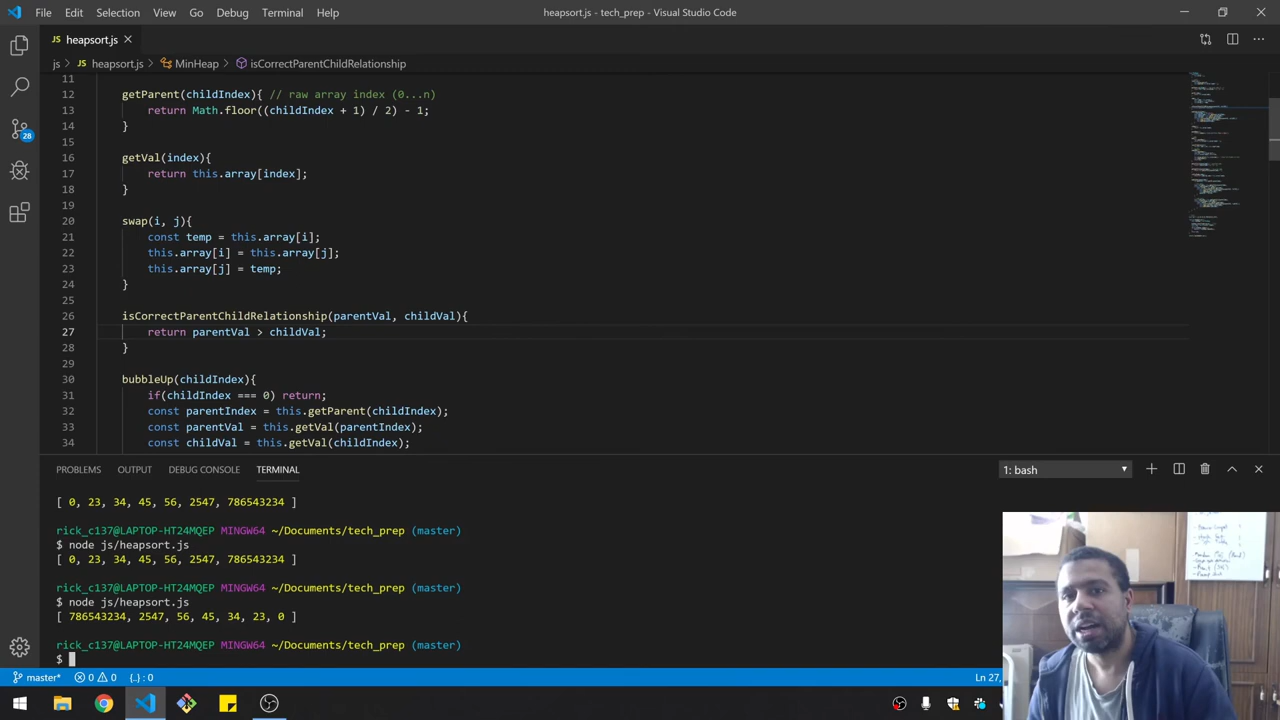 File Edit Selection View Go Debug Terminal Help
heapsort.js - tech_prep - Visual Studio Code
JS heapsort.js
js > JS heapsort.js > MinHeap > isCorrectParentChildRelationship
11
12 getParent(childIndex){ // raw array index (0...n)
13 return Math.floor((childIndex + 1) / 2) - 1;
14 }
15
16 getVal(index){
17 return this.array[index];
18 }
19
20 swap(i, j){
21 const temp = this.array[i];
22 this.array[i] = this.array[j];
23 this.array[j] = temp;
24 }
25
26 isCorrectParentChildRelationship(parentVal, childVal){
27 return parentVal > childVal;
28 }
29
30 bubbleUp(childIndex){
31 if(childIndex === 0) return;
32 const parentIndex = this.getParent(childIndex);
33 const parentVal = this.getVal(parentIndex);
34 const childVal = this.getVal(childIndex);
28
PROBLEMS OUTPUT DEBUG CONSOLE TERMINAL
1: bash
[ 0, 23, 34, 45, 56, 2547, 786543234 ]
rick_c137@LAPTOP-HT24MQEP MINGW64 ~/Documents/tech_prep (master)
$ node js/heapsort.js
[ 0, 23, 34, 45, 56, 2547, 786543234 ]
rick_c137@LAPTOP-HT24MQEP MINGW64 ~/Documents/tech_prep (master)
$ node js/heapsort.js
[ 786543234, 2547, 56, 45, 34, 23, 0 ]
rick_c137@LAPTOP-HT24MQEP MINGW64 ~/Documents/tech_prep (master)
$
master* 0 0 {..} : 0
Ln 27,